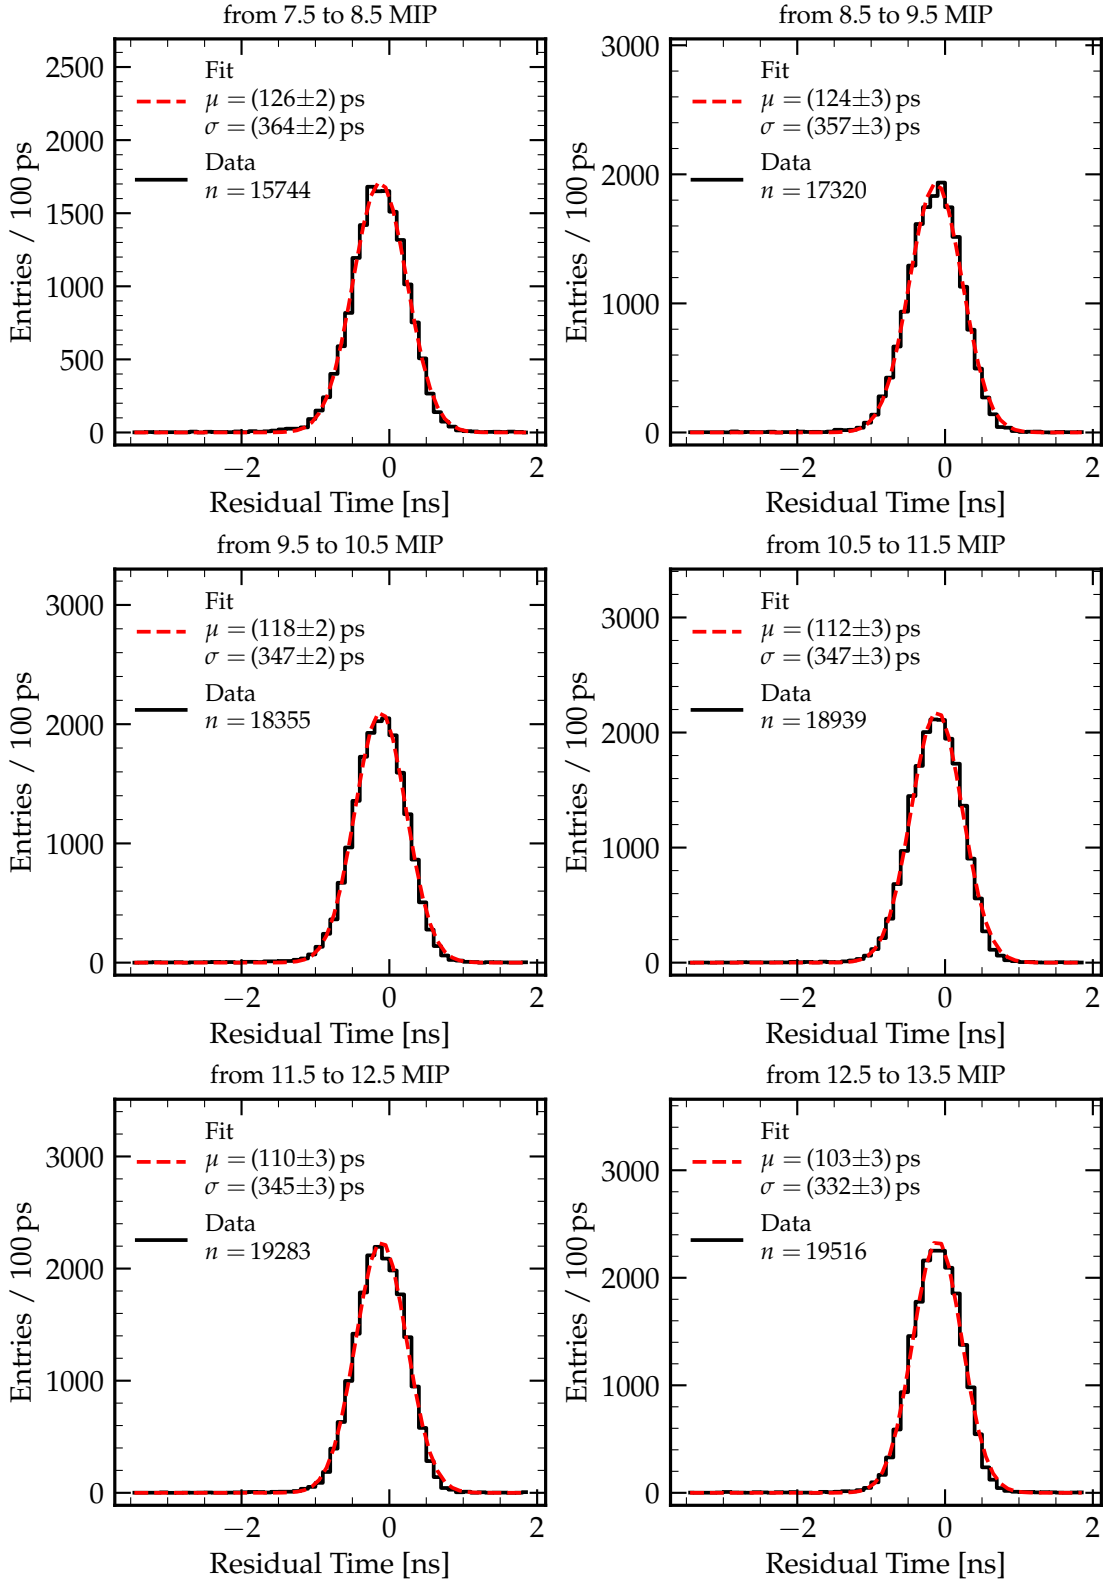 from 7.5 to 8.5 MIP
Entries / 100 ps
2500
2000
1500
1000
500
0
Fit
μ = (126±2) ps
σ = (364±2) ps
Data
n = 15744
−2
0
2
Residual Time [ns]
from 8.5 to 9.5 MIP
Entries / 100 ps
3000
2000
1000
0
Fit
μ = (124±3) ps
σ = (357±3) ps
Data
n = 17320
−2
0
2
Residual Time [ns]
from 9.5 to 10.5 MIP
Entries / 100 ps
3000
2000
1000
0
Fit
μ = (118±2) ps
σ = (347±2) ps
Data
n = 18355
−2
0
2
Residual Time [ns]
from 10.5 to 11.5 MIP
Entries / 100 ps
3000
2000
1000
0
Fit
μ = (112±3) ps
σ = (347±3) ps
Data
n = 18939
−2
0
2
Residual Time [ns]
from 11.5 to 12.5 MIP
Entries / 100 ps
3000
2000
1000
0
Fit
μ = (110±3) ps
σ = (345±3) ps
Data
n = 19283
−2
0
2
Residual Time [ns]
from 12.5 to 13.5 MIP
Entries / 100 ps
3000
2000
1000
0
Fit
μ = (103±3) ps
σ = (332±3) ps
Data
n = 19516
−2
0
2
Residual Time [ns]